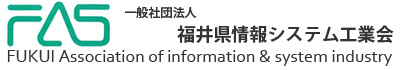 FAS
一般社団法人
福井県情報システム工業会
FUKUI Association of information & system industry